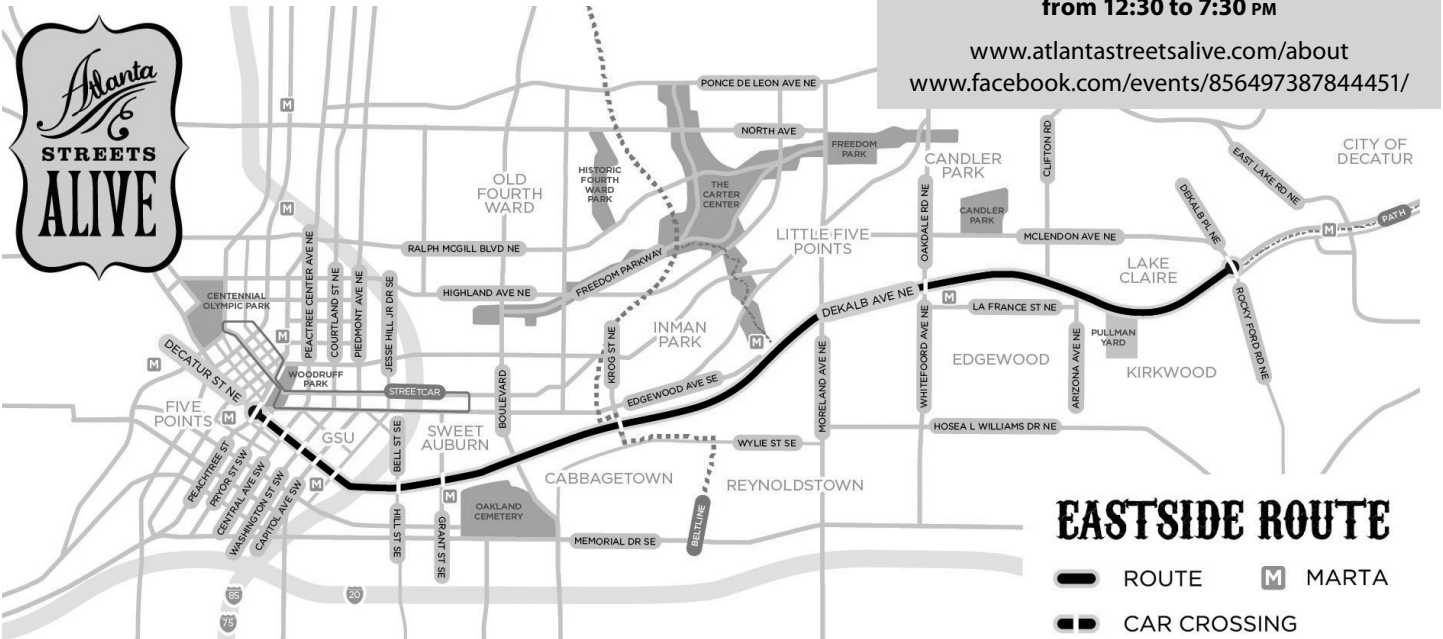 from 12:30 to 7:30 PM
www.atlantastreetsalive.com/about
www.facebook.com/events/856497387844451/
Atlanta
STREETS
ALIVE
PONCE DE LEON AVE NE
NORTH AVE
FREEDOM
PARK
CANDLER
PARK
CLIFTON RD
EAST LAKE RD NE
CITY OF
DECATUR
OLD
FOURTH
WARD
HISTORIC
FOURTH
WARD
PARK
THE
CARTER
CENTER
OAKDALE RD NE
CANDLER
PARK
DEKALB PL NE
PATH
RALPH MCGILL BLVD NE
LITTLE FIVE
POINTS
MCLENDON AVE NE
FREEDOM PARKWAY
LAKE
CLAIRE
CENTENNIAL
OLYMPIC PARK
PEACHTREE CENTER AVE NE
COURTLAND ST NE
PIEDMONT AVE NE
JESSE HILL JR DR SE
HIGHLAND AVE NE
DEKALB AVE NE
LA FRANCE ST NE
ROCKY FORD RD NE
DECATUR ST NE
WOODRUFF
PARK
STREETCAR
BOULEVARD
KROG ST NE
INMAN
PARK
EDGEWOOD AVE SE
MORELAND AVE NE
WHITEFORD AVE NE
EDGEWOOD
ARIZONA AVE NE
PULLMAN
YARD
KIRKWOOD
FIVE
POINTS
GSU
BELL ST SE
SWEET
AUBURN
WYLIE ST SE
HOSEA L WILLIAMS DR NE
PEACHTREE ST
PRYOR ST SW
CENTRAL AVE SW
WASHINGTON ST SW
CAPITOL AVE SW
CABBAGETOWN
REYNOLDSTOWN
OAKLAND
CEMETERY
HILL ST SE
GRANT ST SE
MEMORIAL DR SE
BELTLINE
85
20
75
M
M
M
M
M
M
M
M
M
M
EASTSIDE ROUTE
ROUTE
M MARTA
CAR CROSSING